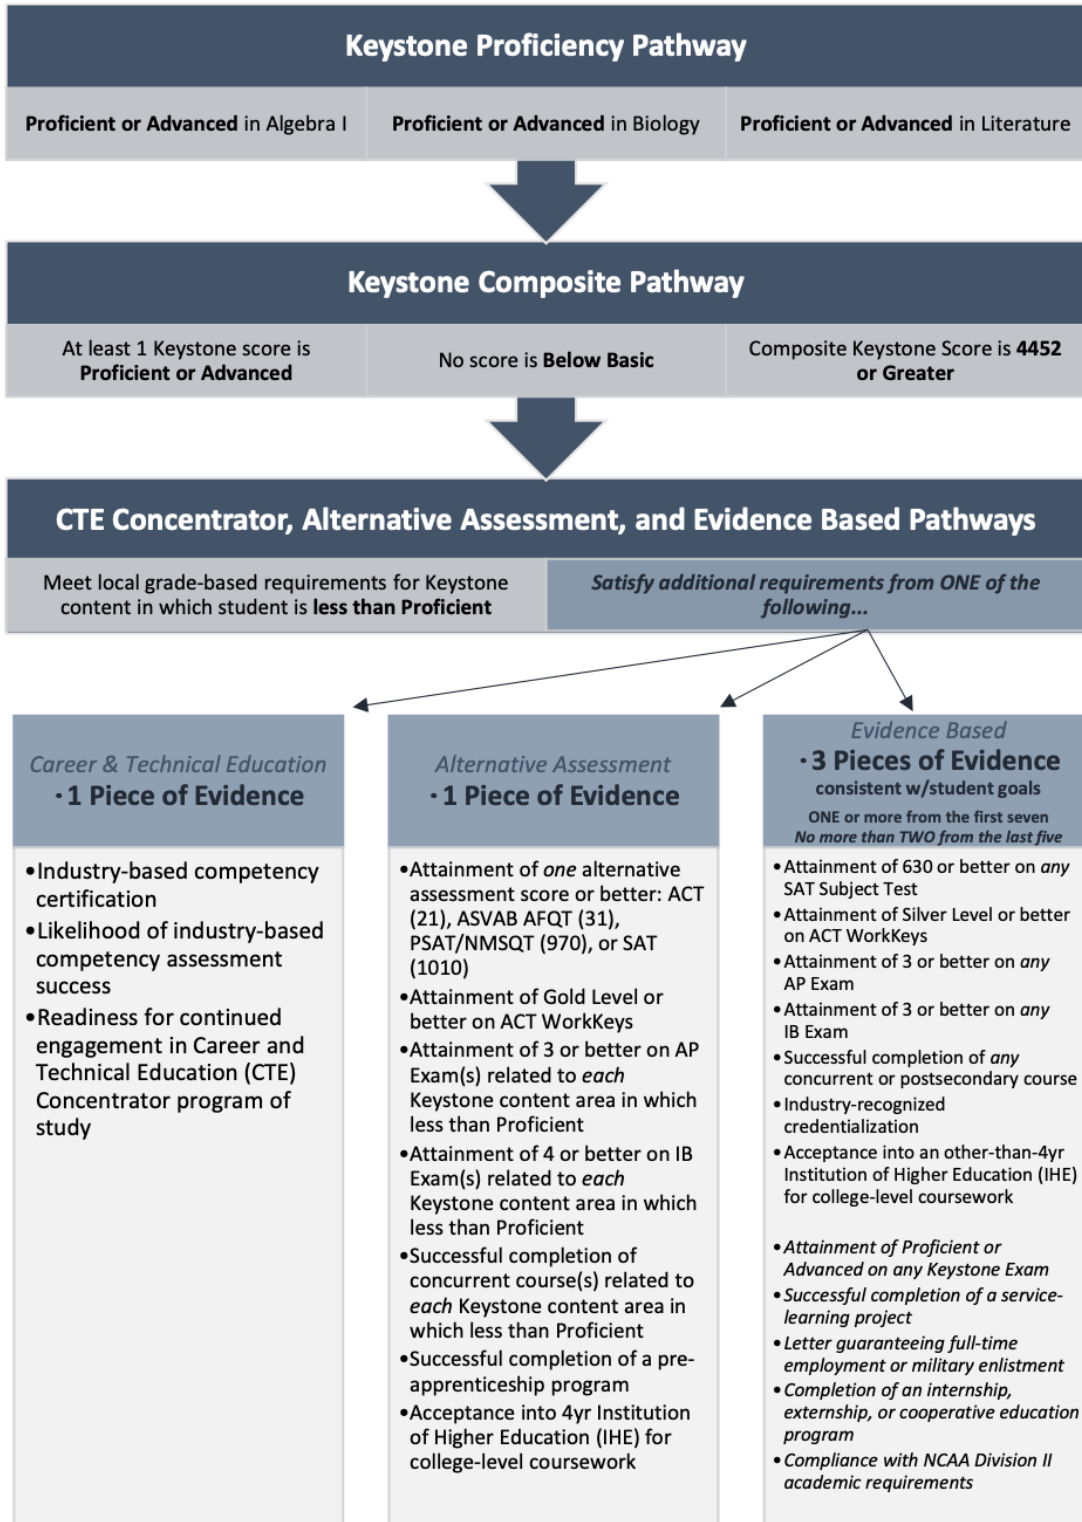 Keystone Proficiency Pathway
Proficient or Advanced in Algebra I
Proficient or Advanced in Biology
Proficient or Advanced in Literature
Keystone Composite Pathway
At least 1 Keystone score is
Proficient or Advanced
No score is Below Basic
Composite Keystone Score is 4452
or Greater
CTE Concentrator, Alternative Assessment, and Evidence Based Pathways
Meet local grade-based requirements for Keystone
content in which student is less than Proficient
Satisfy additional requirements from ONE of the
following...
Career & Technical Education
·1 Piece of Evidence
•Industry-based competency
certification
•Likelihood of industry-based
competency assessment
success
•Readiness for continued
engagement in Career and
Technical Education (CTE)
Concentrator program of
study
Alternative Assessment
·1 Piece of Evidence
•Attainment of one alternative
assessment score or better: ACT
(21), ASVAB AFQT (31),
PSAT/NMSQT (970), or SAT
(1010)
•Attainment of Gold Level or
better on ACT WorkKeys
•Attainment of 3 or better on AP
Exam(s) related to each
Keystone content area in which
less than Proficient
•Attainment of 4 or better on IB
Exam(s) related to each
Keystone content area in which
less than Proficient
•Successful completion of
concurrent course(s) related to
each Keystone content area in
which less than Proficient
•Successful completion of a pre-
apprenticeship program
•Acceptance into 4yr Institution
of Higher Education (IHE) for
college-level coursework
Evidence Based
·3 Pieces of Evidence
consistent w/student goals
ONE or more from the first seven
No more than TWO from the last five
•Attainment of 630 or better on any
SAT Subject Test
•Attainment of Silver Level or better
on ACT WorkKeys
•Attainment of 3 or better on any
AP Exam
•Attainment of 3 or better on any
IB Exam
•Successful completion of any
concurrent or postsecondary course
•Industry-recognized
credentialization
•Acceptance into an other-than-4yr
Institution of Higher Education (IHE)
for college-level coursework
•Attainment of Proficient or
Advanced on any Keystone Exam
•Successful completion of a service-
learning project
•Letter guaranteeing full-time
employment or military enlistment
•Completion of an internship,
externship, or cooperative education
program
•Compliance with NCAA Division II
academic requirements